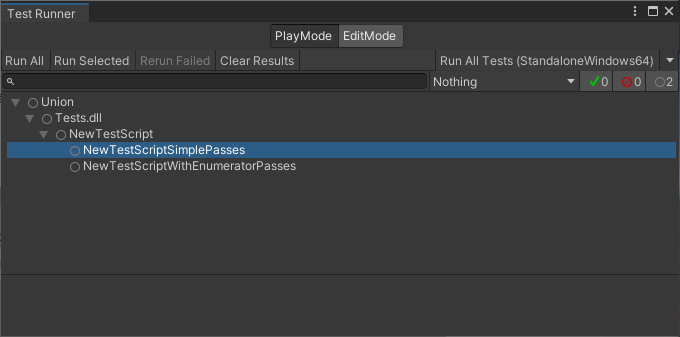 Test Runner
PlayMode EditMode
Run All Run Selected Rerun Failed Clear Results Run All Tests (StandaloneWindows64)
Nothing 0 0 2
Union
Tests.dll
NewTestScript
NewTestScriptSimplePasses
NewTestScriptWithEnumeratorPasses